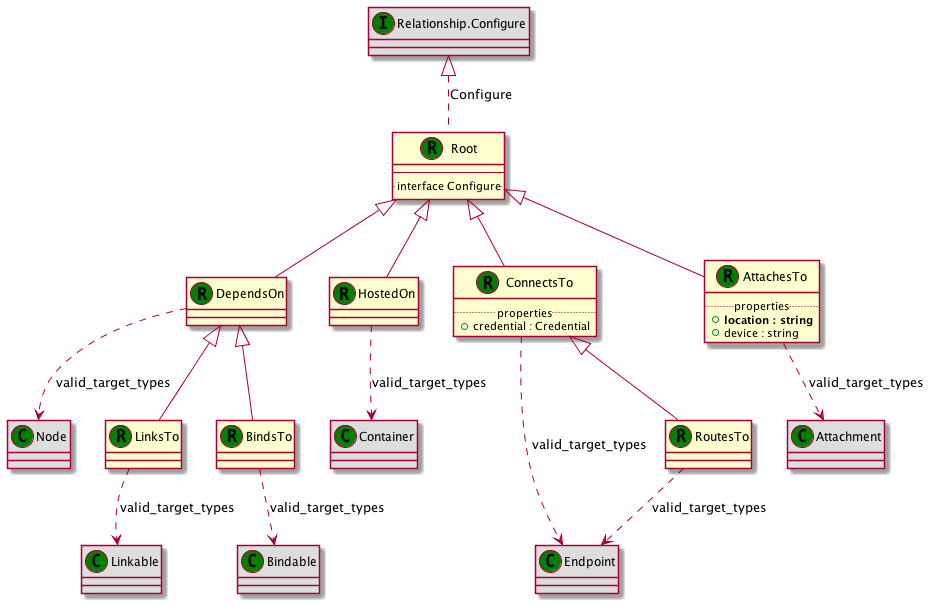 I Relationship.Configure
Configure
R Root
interface Configure
R DependsOn
R HostedOn
R ConnectsTo
properties
credential : Credential
R AttachesTo
properties
location : string
device : string
valid_target_types
valid_target_types
valid_target_types
C Node
R LinksTo
R BindsTo
C Container
valid_target_types
R RoutesTo
C Attachment
valid_target_types
valid_target_types
valid_target_types
C Linkable
C Bindable
C Endpoint